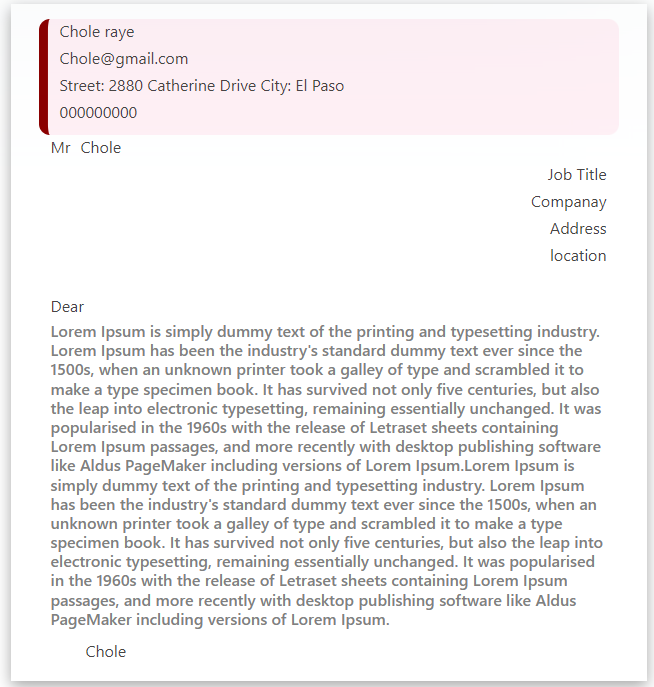 Chole raye
Chole@gmail.com
Street: 2880 Catherine Drive City: El Paso
000000000
Mr Chole
Job Title
Companay
Address
location
Dear
Lorem Ipsum is simply dummy text of the printing and typesetting industry.
Lorem Ipsum has been the industry's standard dummy text ever since the
1500s, when an unknown printer took a galley of type and scrambled it to
make a type specimen book. It has survived not only five centuries, but also
the leap into electronic typesetting, remaining essentially unchanged. It was
popularised in the 1960s with the release of Letraset sheets containing
Lorem Ipsum passages, and more recently with desktop publishing software
like Aldus PageMaker including versions of Lorem Ipsum.Lorem Ipsum is
simply dummy text of the printing and typesetting industry. Lorem Ipsum
has been the industry's standard dummy text ever since the 1500s, when an
unknown printer took a galley of type and scrambled it to make a type
specimen book. It has survived not only five centuries, but also the leap into
electronic typesetting, remaining essentially unchanged. It was popularised
in the 1960s with the release of Letraset sheets containing Lorem Ipsum
passages, and more recently with desktop publishing software like Aldus
PageMaker including versions of Lorem Ipsum.
Chole